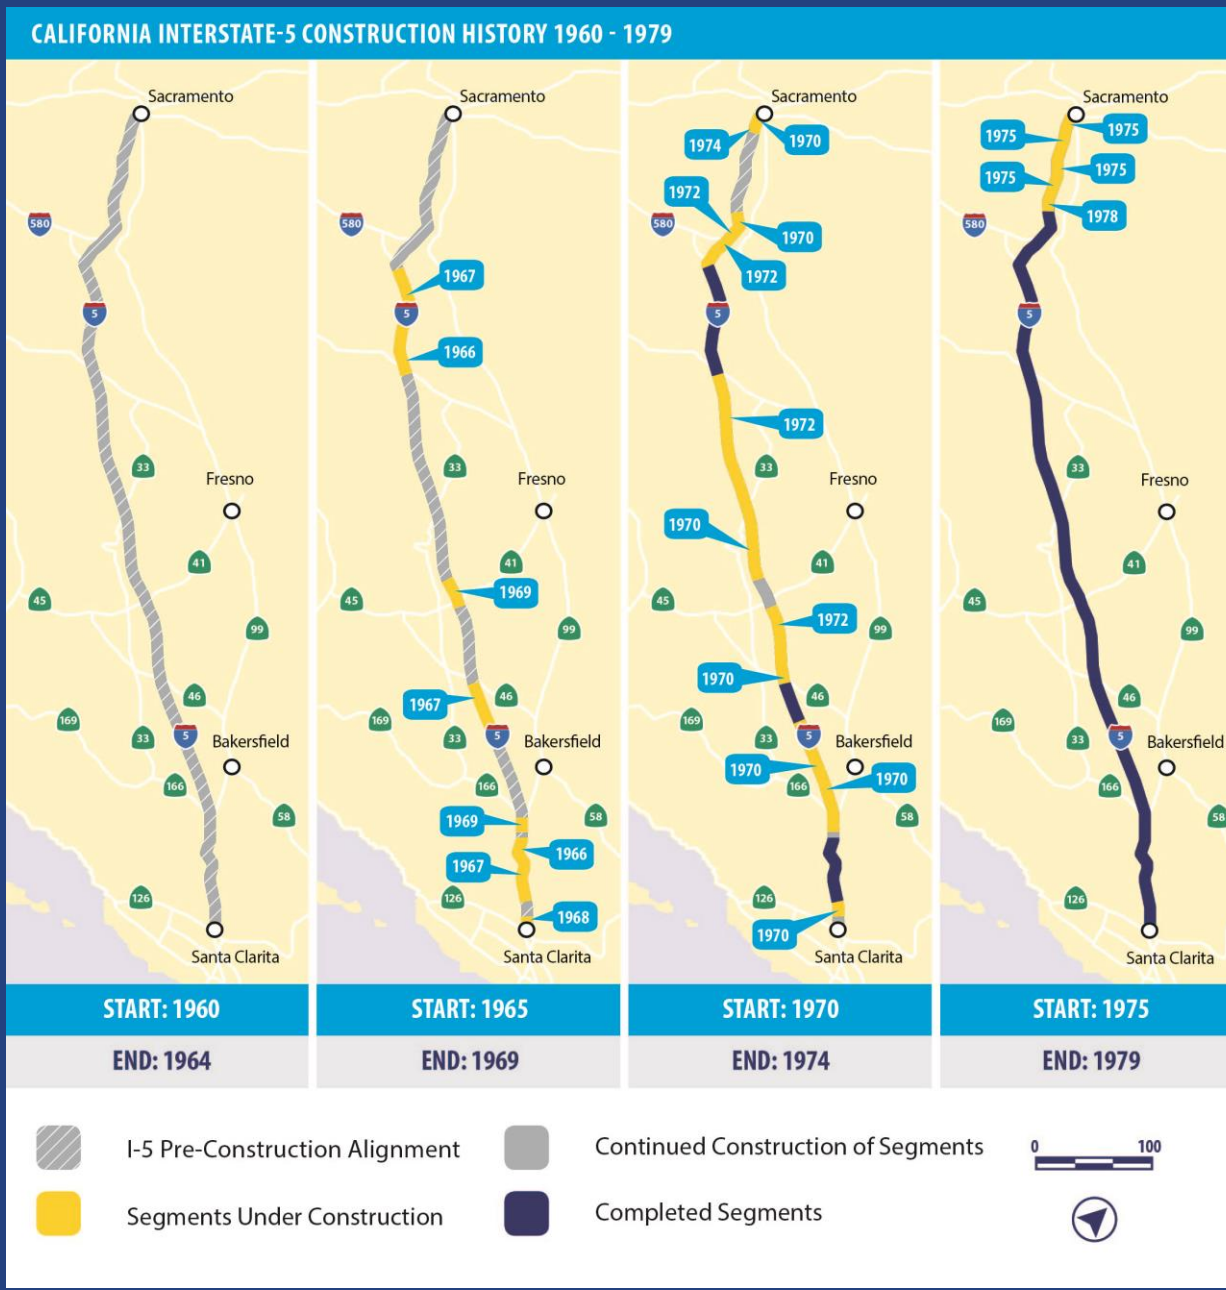 CALIFORNIA INTERSTATE-5 CONSTRUCTION HISTORY 1960 - 1979
Sacramento
580
5
33
Fresno
41
45
99
46
169
33
5
Bakersfield
166
58
126
Santa Clarita
START: 1960
END: 1964
Sacramento
580
1967
5
1966
33
Fresno
41
45
1969
99
1967
46
169
33
5
Bakersfield
166
1969
58
1966
1967
126
1968
Santa Clarita
START: 1965
END: 1969
Sacramento
1974
1970
1972
580
1970
1972
5
1972
33
Fresno
1970
41
45
1972
99
1970
46
169
33
5
Bakersfield
1970
1970
166
58
126
1970
Santa Clarita
START: 1970
END: 1974
Sacramento
1975
1975
1975
1975
1978
580
5
33
Fresno
41
45
99
46
169
33
5
Bakersfield
166
58
126
Santa Clarita
START: 1975
END: 1979
I-5 Pre-Construction Alignment
Continued Construction of Segments
0 100
Segments Under Construction
Completed Segments